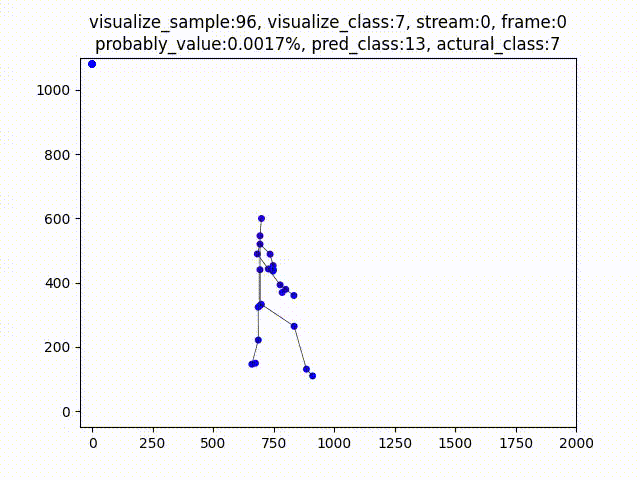 visualize_sample:96, visualize_class:7, stream:0, frame:0
probably_value:0.0017%, pred_class:13, actural_class:7
1000
800
600
400
200
0
0 250 500 750 1000 1250 1500 1750 2000